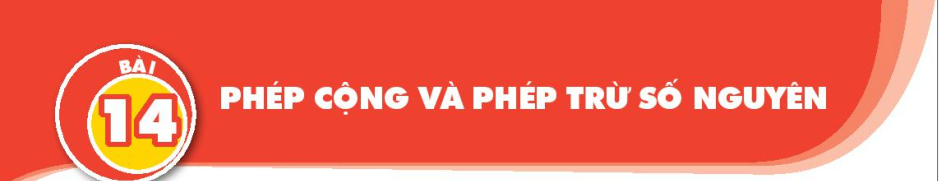 BÀI
14
PHÉP CỘNG VÀ PHÉP TRỪ SỐ NGUYÊN